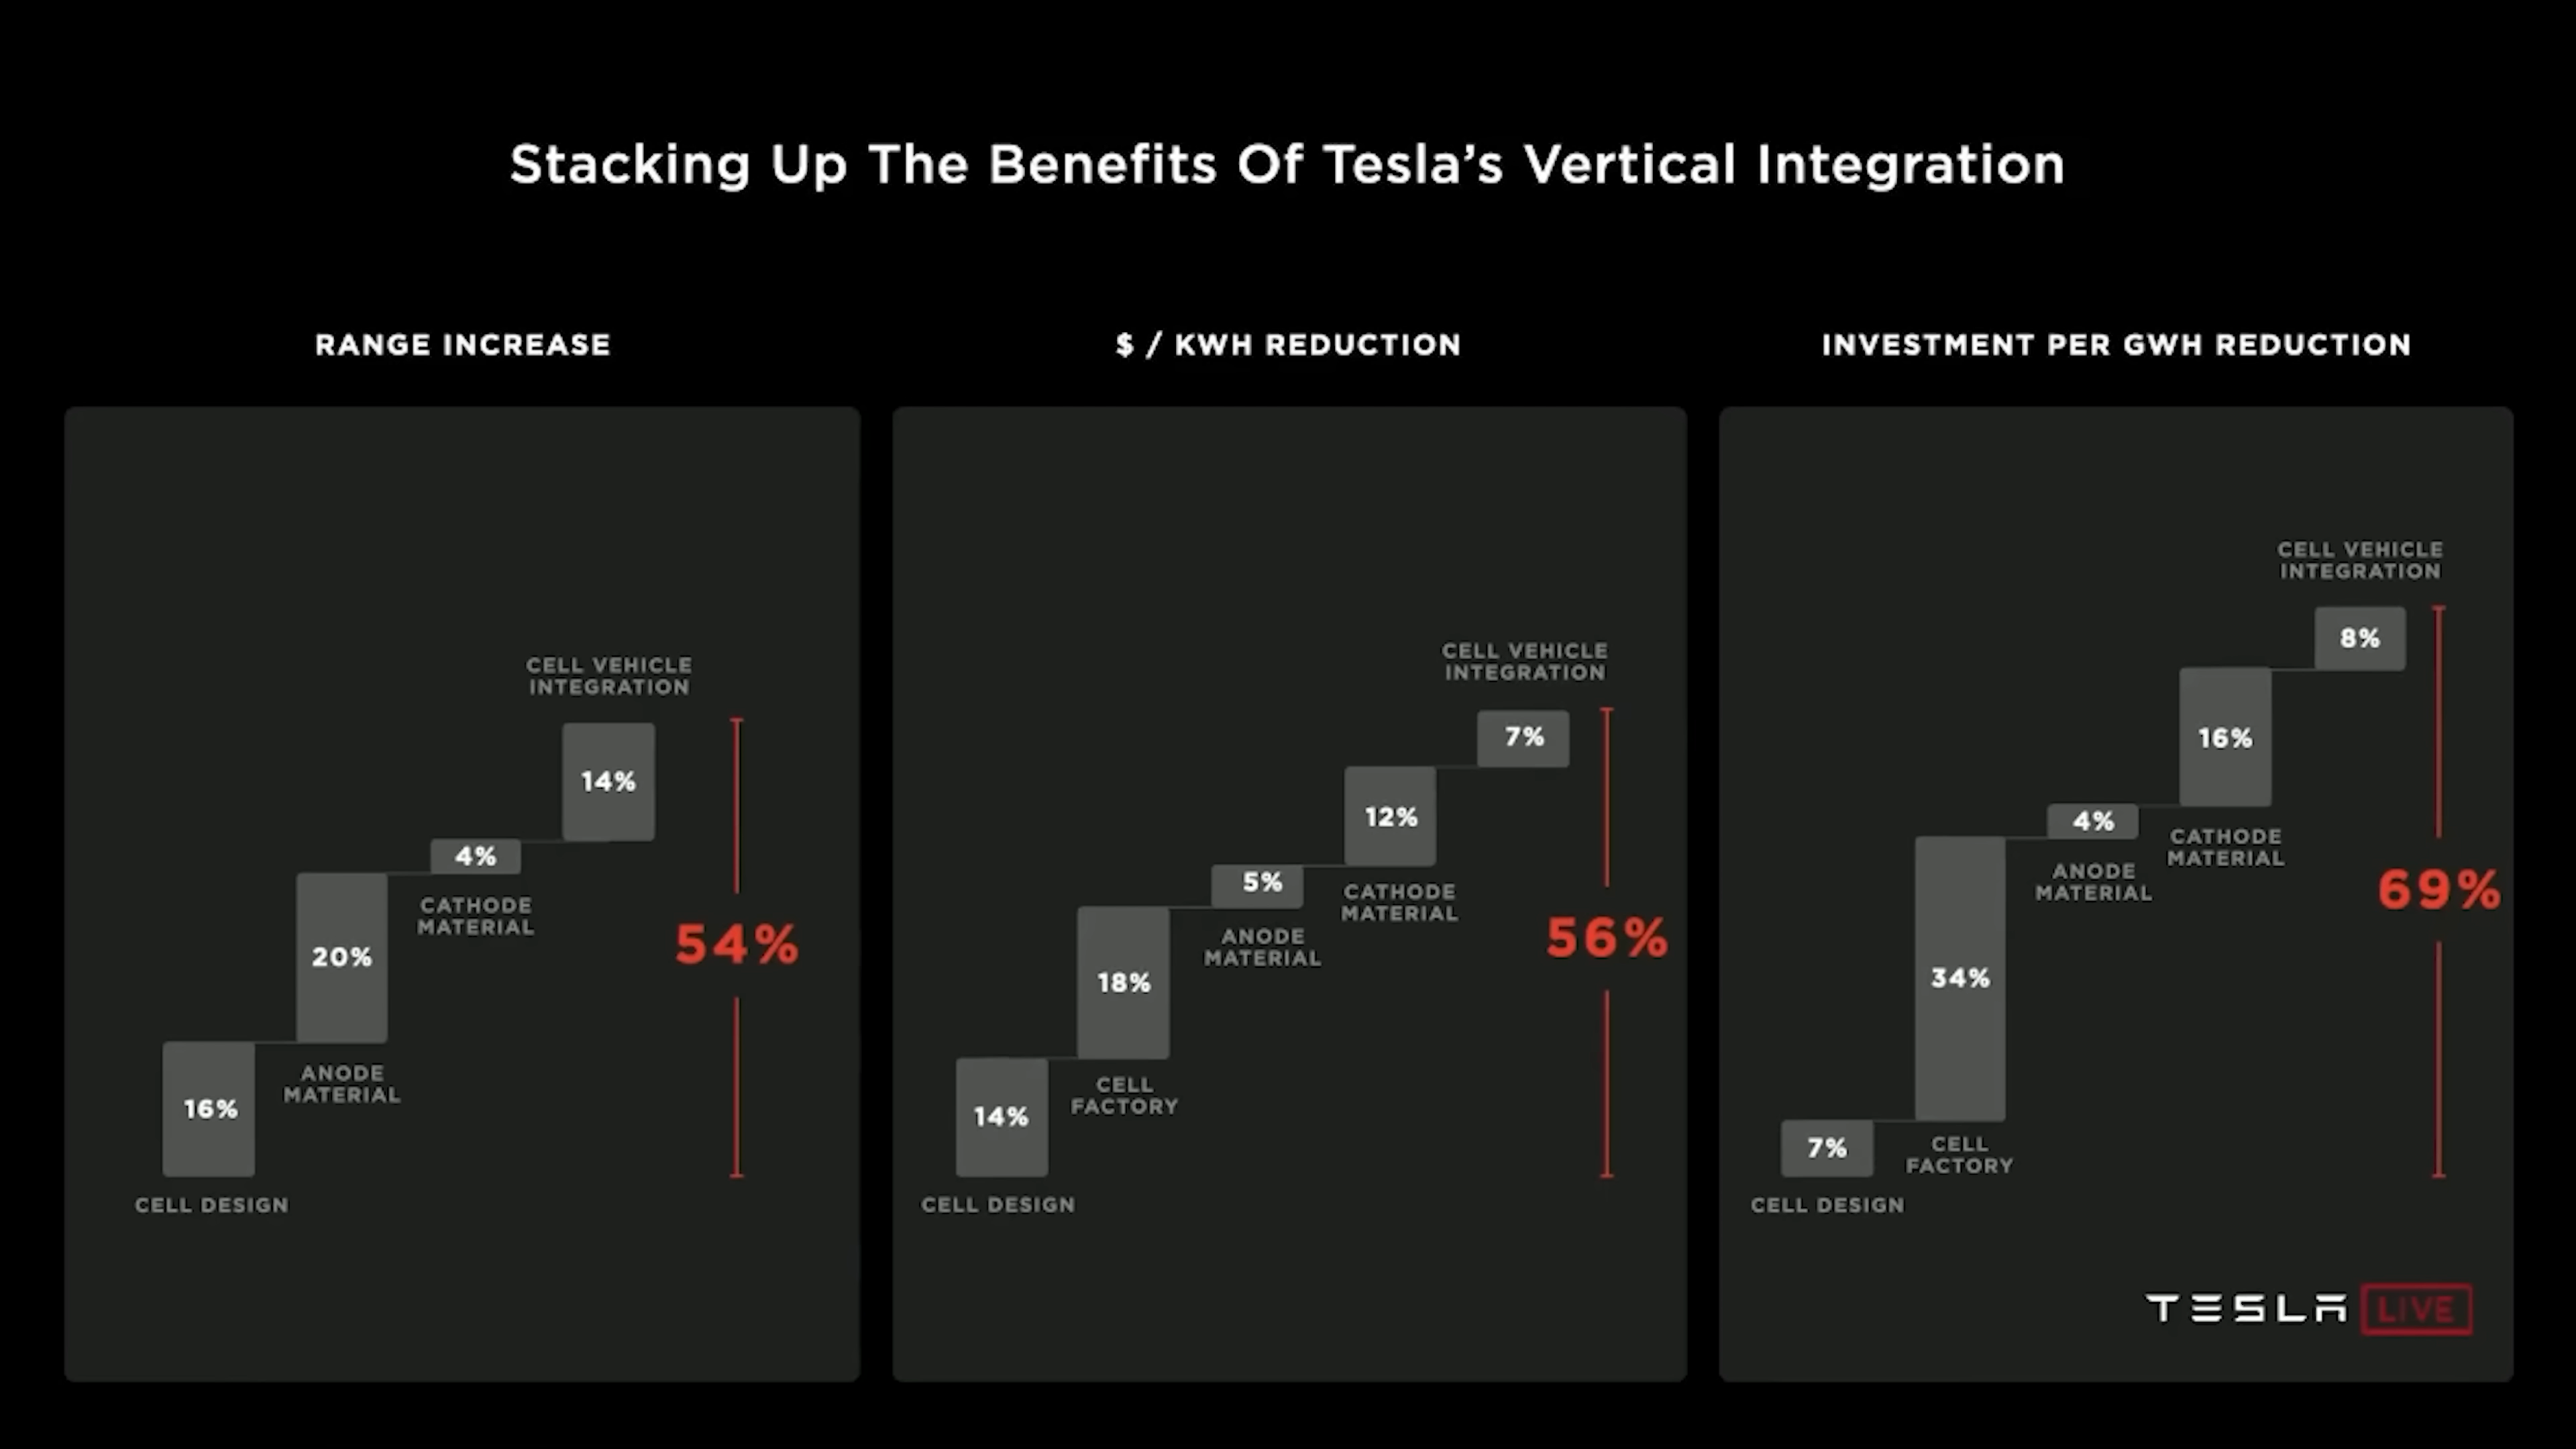 Stacking Up The Benefits Of Tesla’s Vertical Integration
RANGE INCREASE
CELL VEHICLE
INTEGRATION
14%
4%
CATHODE
MATERIAL
20%
ANODE
MATERIAL
16%
CELL DESIGN
54%
$ / KWH REDUCTION
CELL VEHICLE
INTEGRATION
7%
12%
CATHODE
MATERIAL
5%
ANODE
MATERIAL
18%
CELL
FACTORY
14%
CELL DESIGN
56%
INVESTMENT PER GWH REDUCTION
CELL VEHICLE
INTEGRATION
8%
16%
CATHODE
MATERIAL
4%
ANODE
MATERIAL
34%
CELL
FACTORY
7%
CELL DESIGN
69%
TESLA LIVE